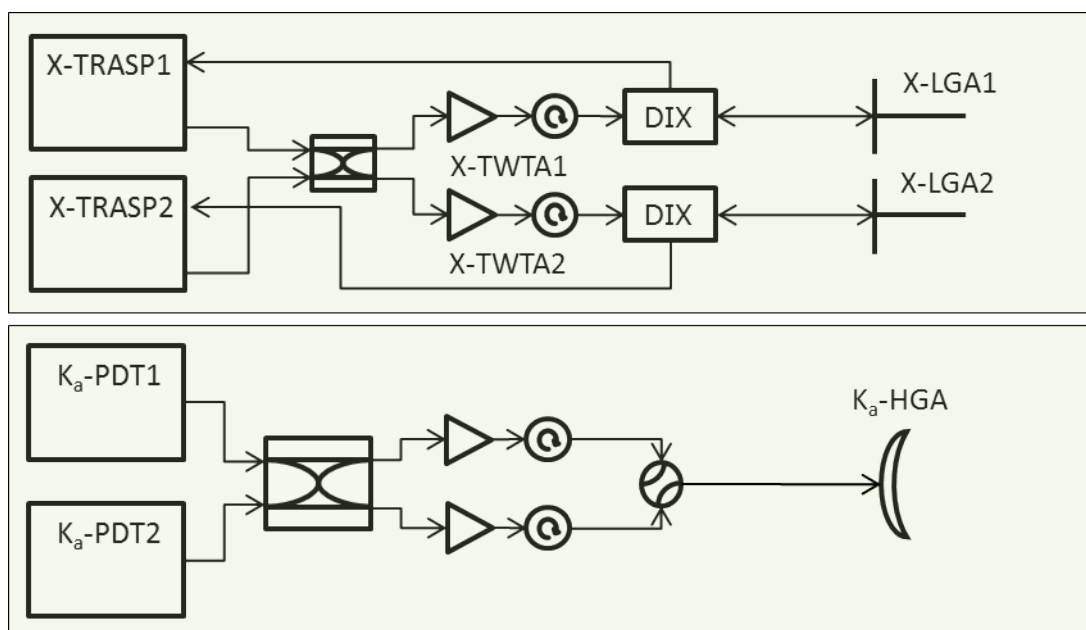 X-TRASP1
X-LGA1
DIX
X-TWTA1
X-TRASP2
X-LGA2
DIX
X-TWTA2
Ka-PDT1
Ka-HGA
Ka-PDT2